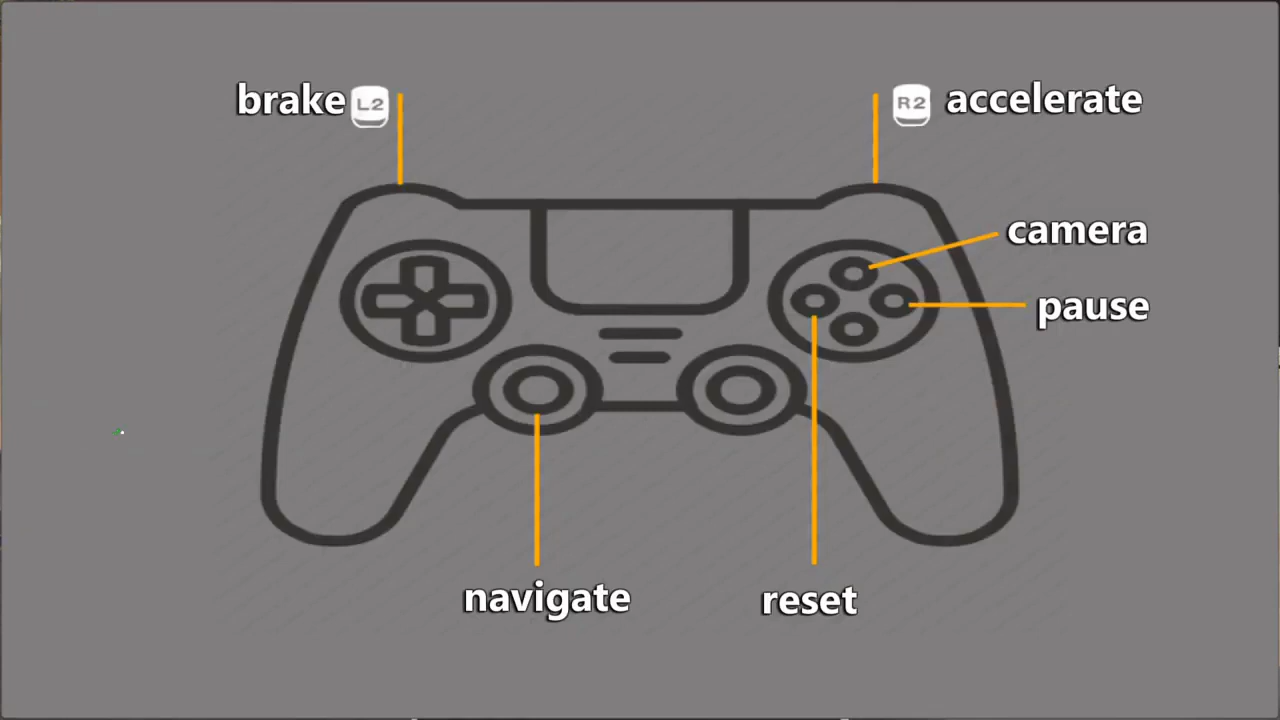 brake L2
R2 accelerate
camera
pause
navigate
reset